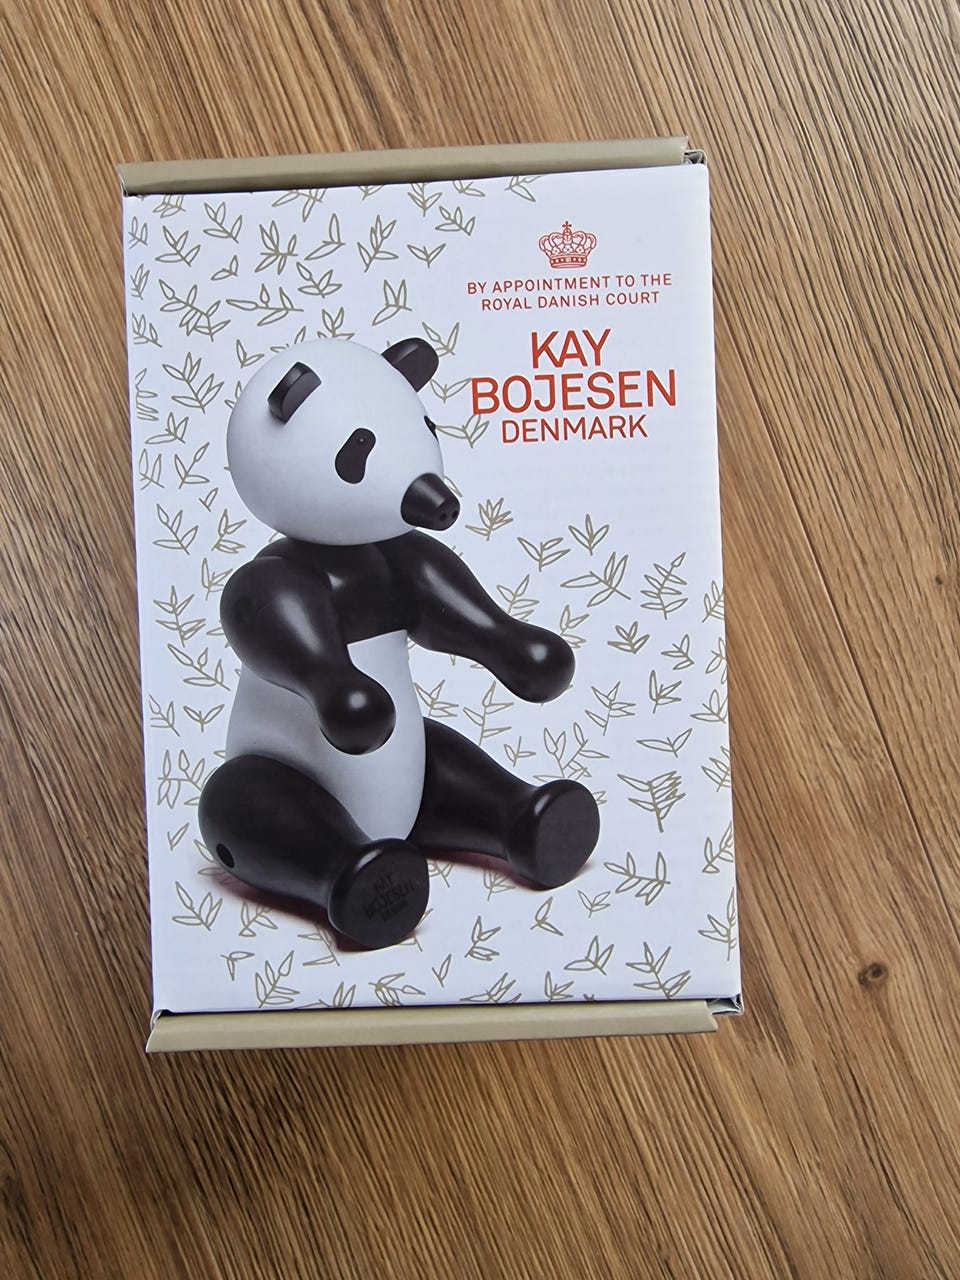 BY APPOINTMENT TO THE
ROYAL DANISH COURT
KAY
BOJESEN
DENMARK
KAY
BOJESEN